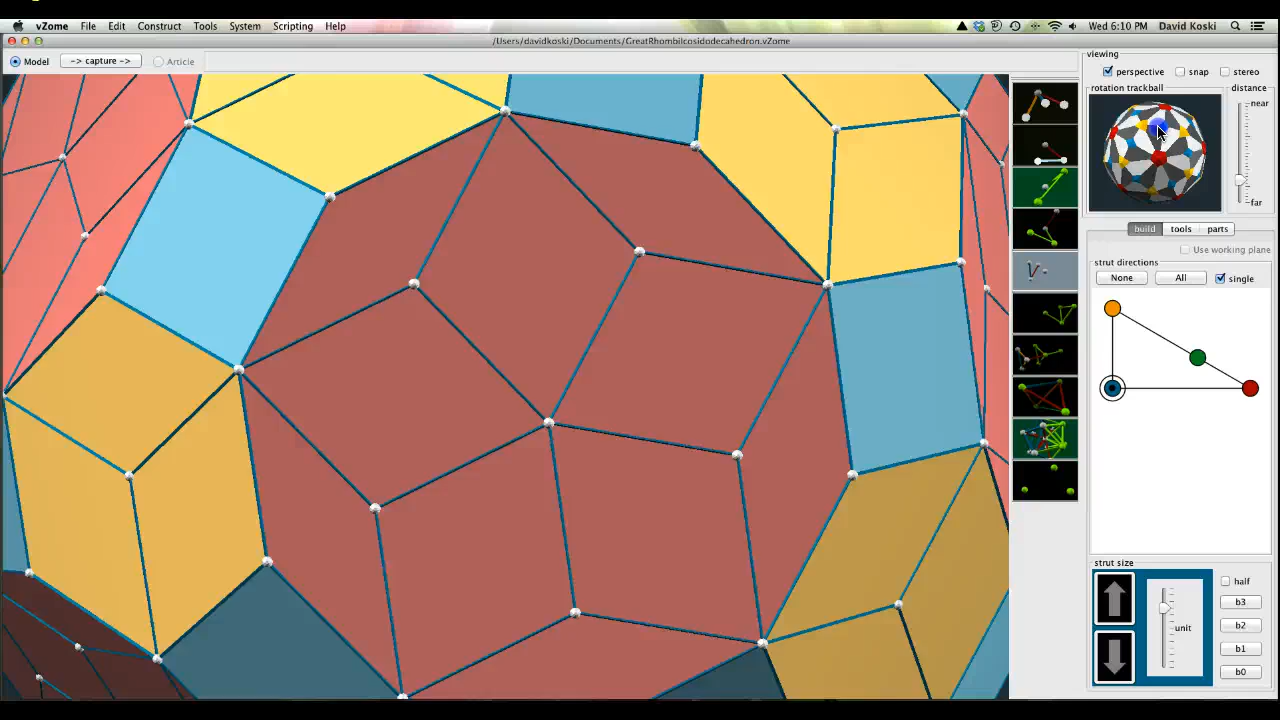 vZome File Edit Construct Tools System Scripting Help Wed 6:10 PM David Koski
/Users/davidkoski/Documents/GreatRhombiIcosidodecahedron.vZome
Model -> capture -> Article
viewing
perspective snap stereo
rotation trackball distance
near
far
build tools parts
Use working plane
strut directions
None All single
strut size
half
b3
unit b2
b1
b0